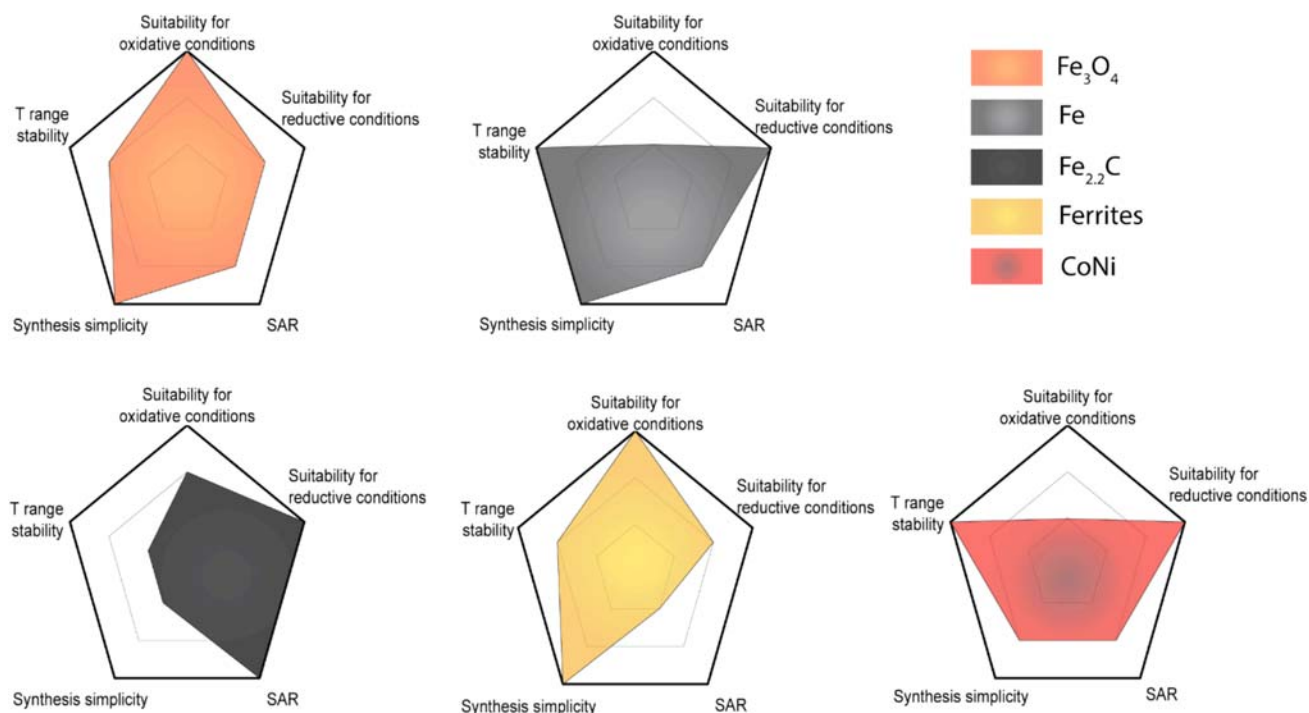 Suitability for
oxidative conditions
Suitability for
reductive conditions
T range
stability
Synthesis simplicity
SAR
Suitability for
oxidative conditions
Suitability for
reductive conditions
T range
stability
Synthesis simplicity
SAR
Fe₃O₄
Fe
Fe₂.₂C
Ferrites
CoNi
Suitability for
oxidative conditions
Suitability for
reductive conditions
T range
stability
Synthesis simplicity
SAR
Suitability for
oxidative conditions
Suitability for
reductive conditions
T range
stability
Synthesis simplicity
SAR
Suitability for
oxidative conditions
Suitability for
reductive conditions
T range
stability
Synthesis simplicity
SAR